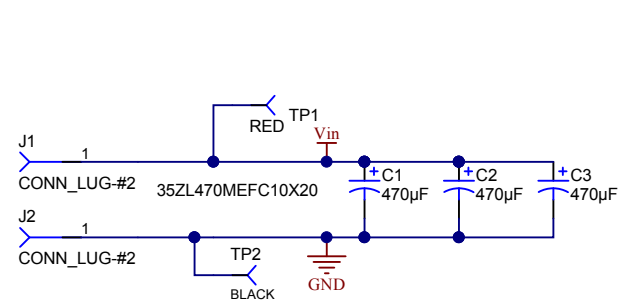 TP1
RED
Vin
J1
1
CONN_LUG-#2
35ZL470MEFC10X20
+
C1
470µF
+
C2
470µF
+
C3
470µF
J2
1
CONN_LUG-#2
TP2
BLACK
GND